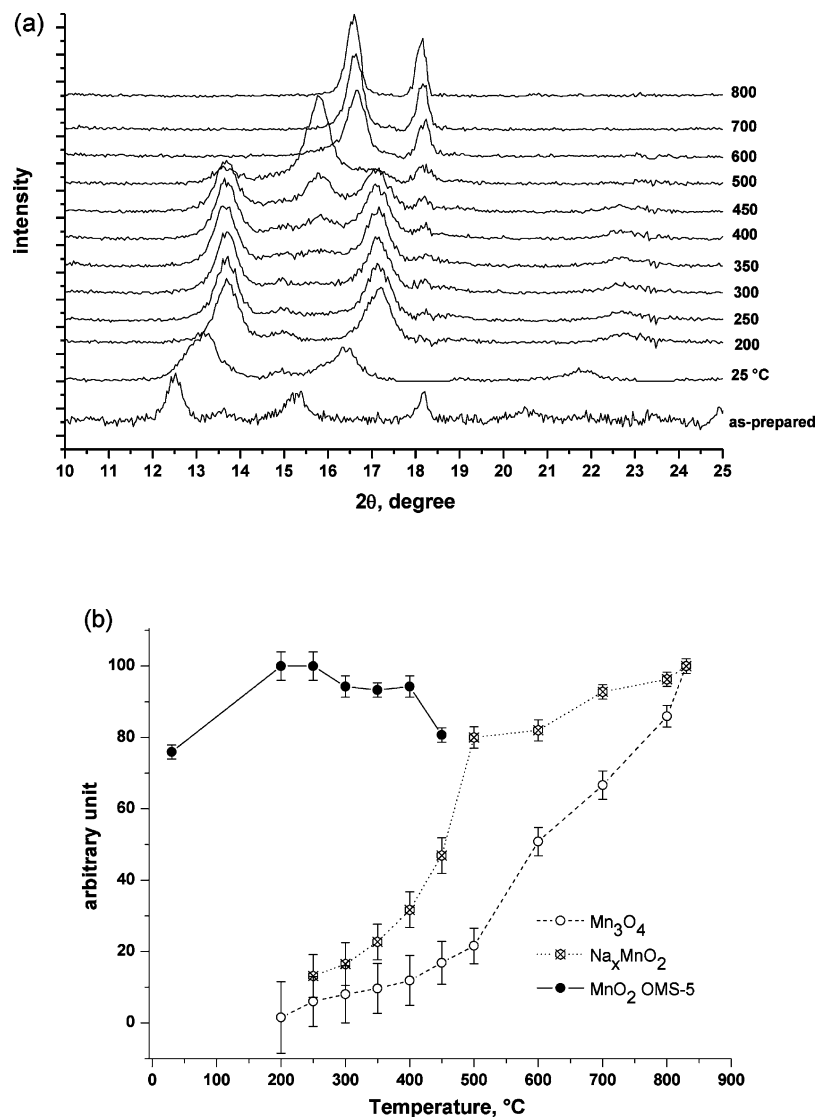 (a)
intensity
800
700
600
500
450
400
350
300
250
200
25 °C
as-prepared
10 11 12 13 14 15 16 17 18 19 20 21 22 23 24 25
2θ, degree
(b)
arbitrary unit
100
80
60
40
20
0
Mn3O4
NaxMnO2
MnO2 OMS-5
0 100 200 300 400 500 600 700 800 900
Temperature, °C